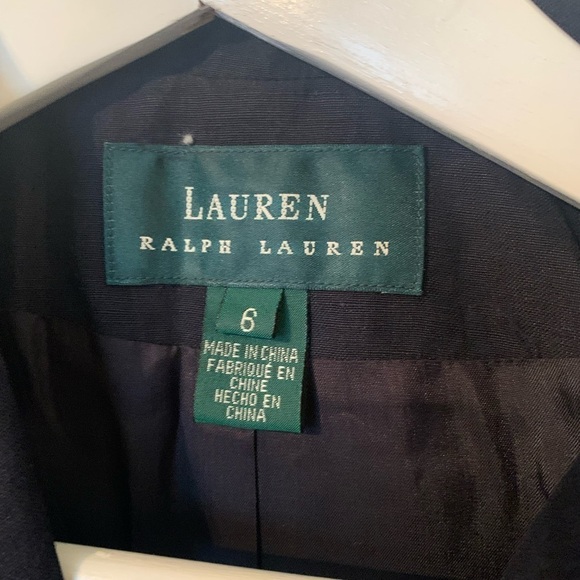 LAUREN
RALPH LAUREN
6
MADE IN CHINA
FABRIQUÉ EN
CHINE
HECHO EN
CHINA